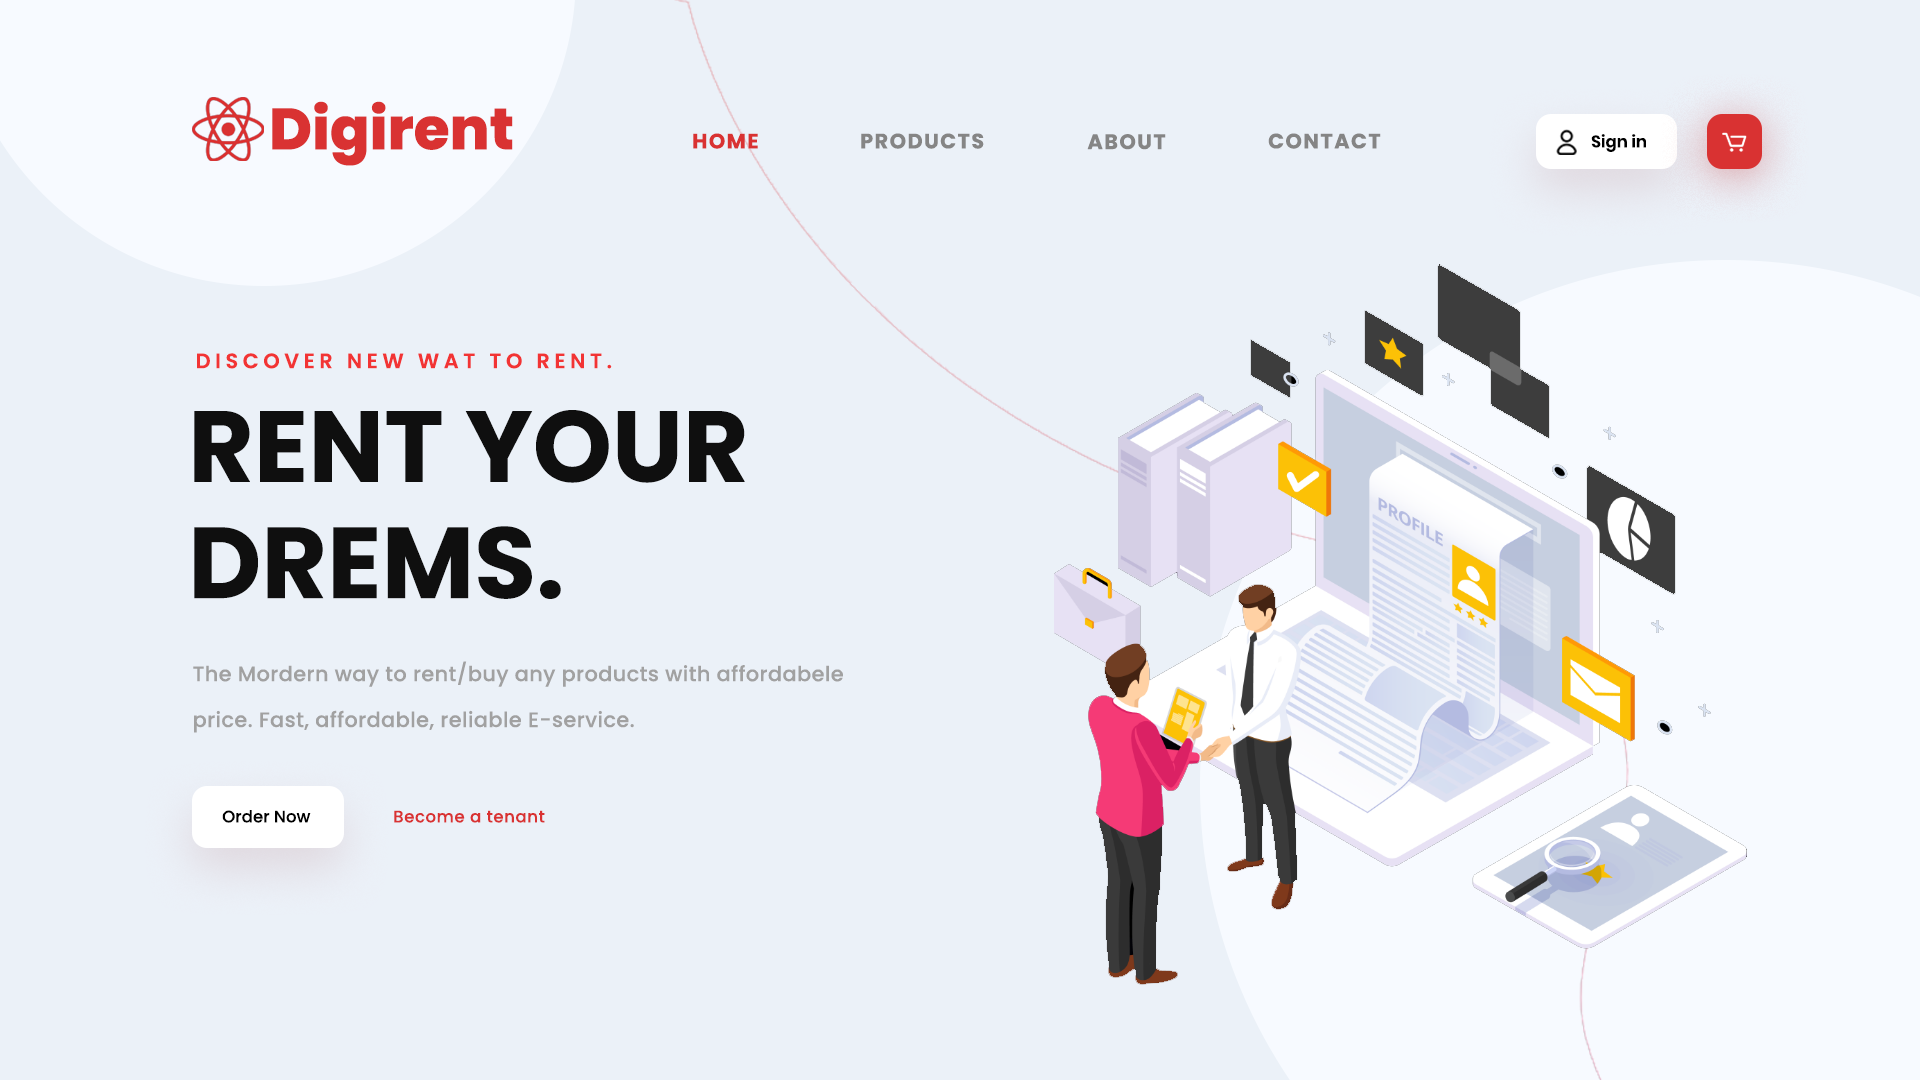 Digirent
HOME PRODUCTS ABOUT CONTACT
Sign in
DISCOVER NEW WAT TO RENT.
RENT YOUR
DREMS.
The Mordern way to rent/buy any products with affordabele
price. Fast, affordable, reliable E-service.
Order Now
Become a tenant
PROFILE